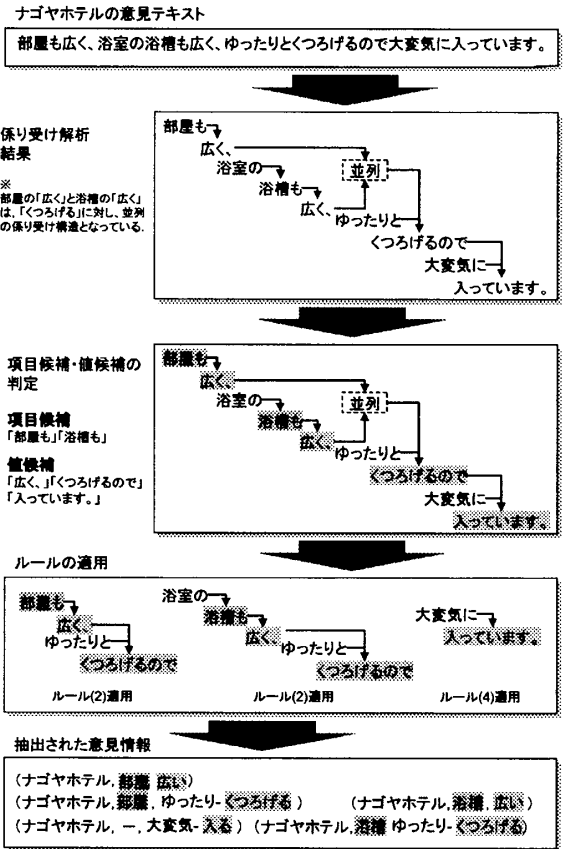 ナゴヤホテルの意見テキスト
部屋も広く、浴室の浴槽も広く、ゆったりとくつろげるので大変気に入っています。
係り受け解析
結果
※
部屋の「広く」と浴槽の「広く」
は、「くつろげる」に対し、並列
の係り受け構造となっている.
部屋も
広く、
浴室の
並列
浴槽も
広く、
ゆったりと
くつろげるので
大変気に
入っています。
項目候補・値候補の
判定
項目候補
「部屋も」「浴槽も」
値候補
「広く、」「くつろげるので」
「入っています。」
部屋も
広く、
浴室の
並列
浴槽も
広く、
ゆったりと
くつろげるので
大変気に
入っています。
ルールの適用
部屋も
広く、
ゆったりと
くつろげるので
ルール(2)適用
浴室の
浴槽も
広く、
ゆったりと
くつろげるので
ルール(2)適用
大変気に
入っています。
ルール(4)適用
抽出された意見情報
(ナゴヤホテル, 部屋, 広い)
(ナゴヤホテル, 部屋, ゆったり-くつろげる) (ナゴヤホテル, 浴槽, 広い)
(ナゴヤホテル, ー, 大変気-入る) (ナゴヤホテル, 浴槽 ゆったり-くつろげる)